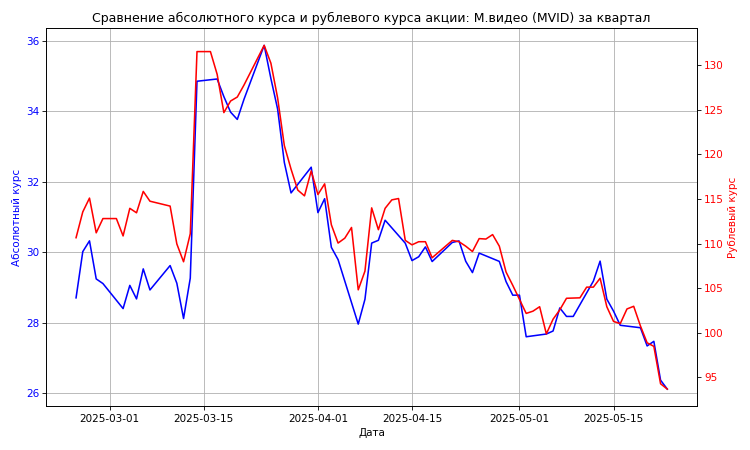 Сравнение абсолютного курса и рублевого курса акции: М.видео (MVID) за квартал
36
34
32
30
28
26
Абсолютный курс
130
125
120
115
110
105
100
95
Рублевый курс
2025-03-01 2025-03-15 2025-04-01 2025-04-15 2025-05-01 2025-05-15
Дата